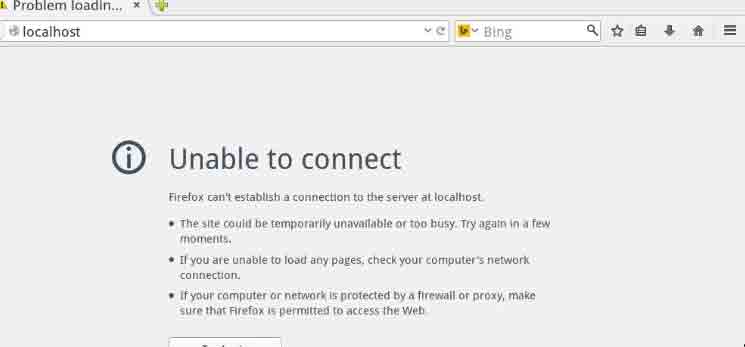 Problem loadin...
localhost
Bing
Unable to connect
Firefox can't establish a connection to the server at localhost.
The site could be temporarily unavailable or too busy. Try again in a few
moments.
If you are unable to load any pages, check your computer's network
connection.
If your computer or network is protected by a firewall or proxy, make
sure that Firefox is permitted to access the Web.